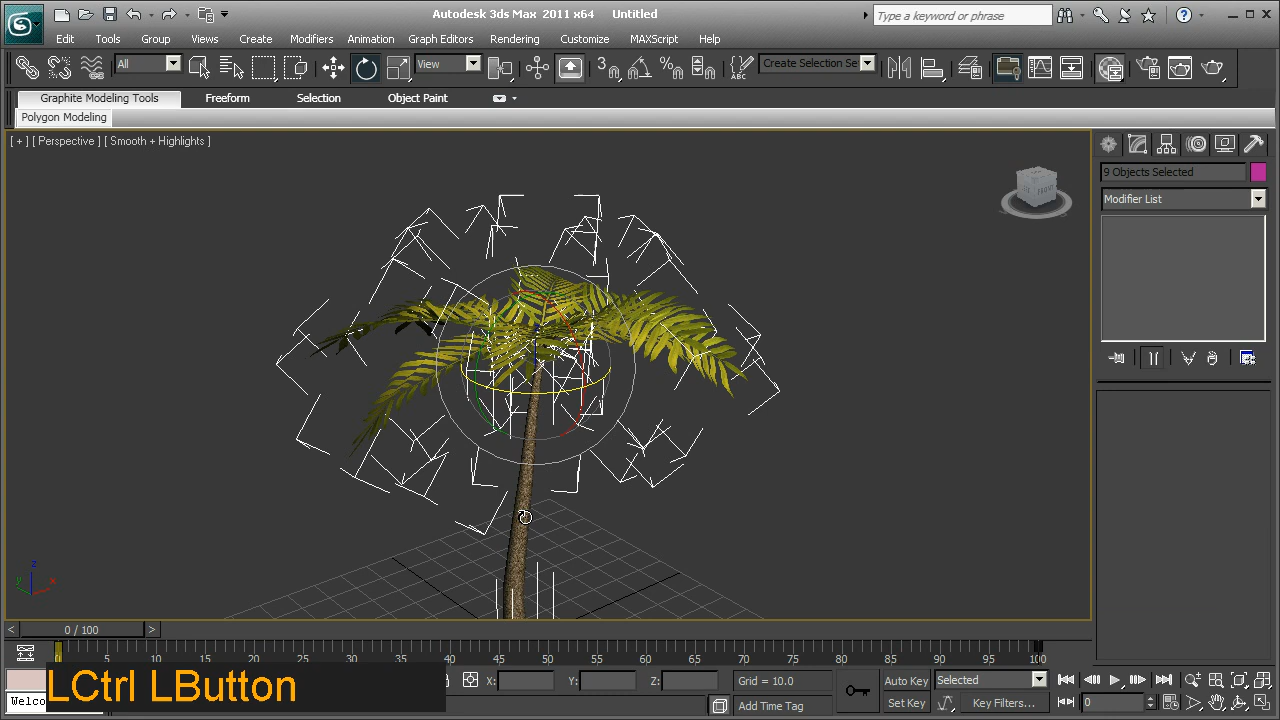 Autodesk 3ds Max 2011 x64 Untitled
Type a keyword or phrase
Edit Tools Group Views Create Modifiers Animation Graph Editors Rendering Customize MAXScript Help
All View 3 Create Selection Se
Graphite Modeling Tools Freeform Selection Object Paint
Polygon Modeling
[ + ] [ Perspective ] [ Smooth + Highlights ]
9 Objects Selected
Modifier List
FRONT
z
y x
< 0 / 100 >
5 10 15 20 25 30 35 40 45 50 55 60 65 70 75 80 85 90 95 100
X: Y: Z: Grid = 10.0 Auto Key Selected
LCtrl LButton
Welco Add Time Tag Set Key Key Filters... 0